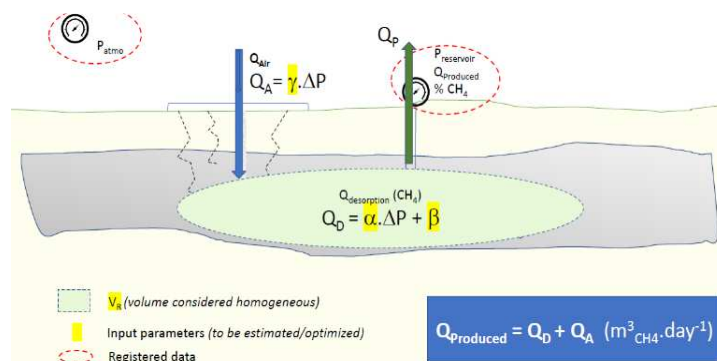 P_atmo
Q_Air
Q_A= γ.ΔP
Q_P
P_reservoir
Q_Produced
% CH_4
Q_desorption (CH_4)
Q_D = α.ΔP + β
V_R (volume considered homogeneous)
Input parameters (to be estimated/optimized)
Registered data
Q_Produced = Q_D + Q_A (m³_CH4.day⁻¹)